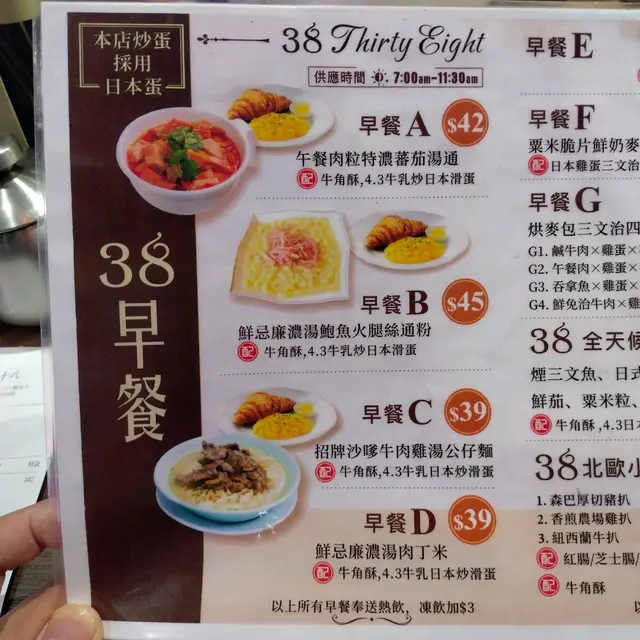 本店炒蛋
採用
日本蛋
38 Thirty Eight
供應時間 7:00am~11:30am
38
早餐
早餐A $42
午餐肉粒特濃蕃茄湯通
配 牛角酥,4.3牛乳炒日本滑蛋
早餐B $45
鮮忌廉濃湯鮑魚火腿絲通粉
配 牛角酥,4.3牛乳炒日本滑蛋
早餐C $39
招牌沙嗲牛肉雞湯公仔麵
配 牛角酥,4.3牛乳炒日本滑蛋
早餐D $39
鮮忌廉濃湯肉丁米
配 牛角酥,4.3牛乳日本炒滑蛋
以上所有早餐奉送熱飲，凍飲加$3
早餐E
早餐F
粟米脆片鮮奶麥
配 日本雞蛋三文治
早餐G
烘麥包三文治四
G1. 鹹牛肉×雞蛋×
G2. 午餐肉×雞蛋×
G3. 吞拿魚×雞蛋×
G4. 鮮免治牛肉×雞
38 全天候
煙三文魚、日式
鮮茄、粟米粒、
配 牛角酥,4.3日
38 北歐小
1. 森巴厚切豬扒
2. 香煎農場雞扒
3. 紐西蘭牛扒
配 紅腸/芝士腸/
配 牛角酥